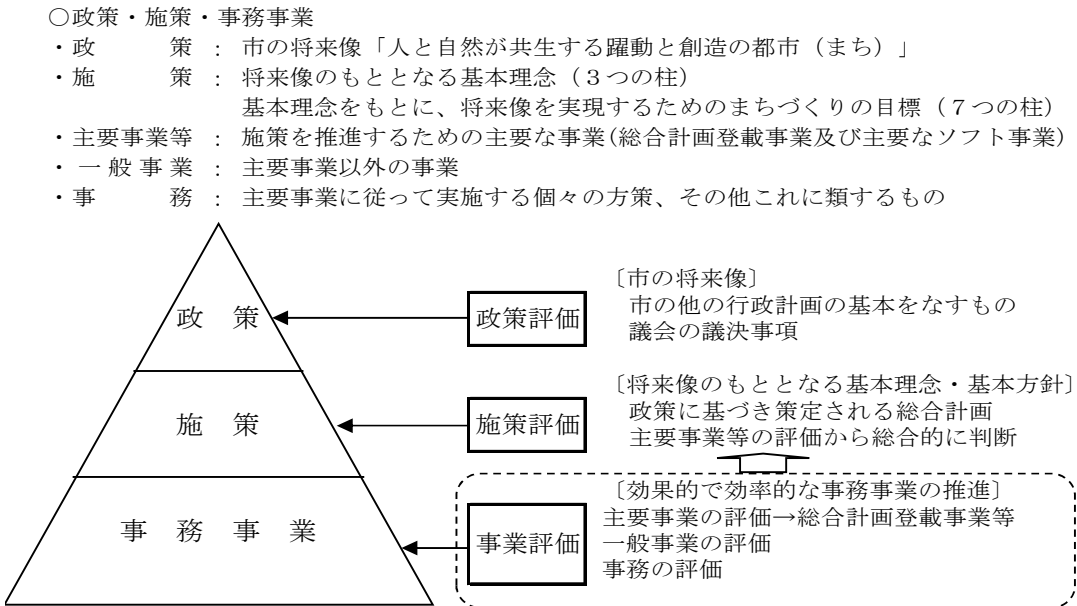 ○政策・施策・事務事業
・政　　　策 ： 市の将来像「人と自然が共生する躍動と創造の都市（まち）」
・施　　　策 ： 将来像のもととなる基本理念（３つの柱）
基本理念をもとに、将来像を実現するためのまちづくりの目標（７つの柱）
・主要事業等 ： 施策を推進するための主要な事業(総合計画登載事業及び主要なソフト事業)
・一般事業 ： 主要事業以外の事業
・事　　　務 ： 主要事業に従って実施する個々の方策、その他これに類するもの
政　策
政策評価
〔市の将来像〕
市の他の行政計画の基本をなすもの
議会の議決事項
施　策
施策評価
〔将来像のもととなる基本理念・基本方針〕
政策に基づき策定される総合計画
主要事業等の評価から総合的に判断
事　務　事　業
事業評価
〔効果的で効率的な事務事業の推進〕
主要事業の評価→総合計画登載事業等
一般事業の評価
事務の評価